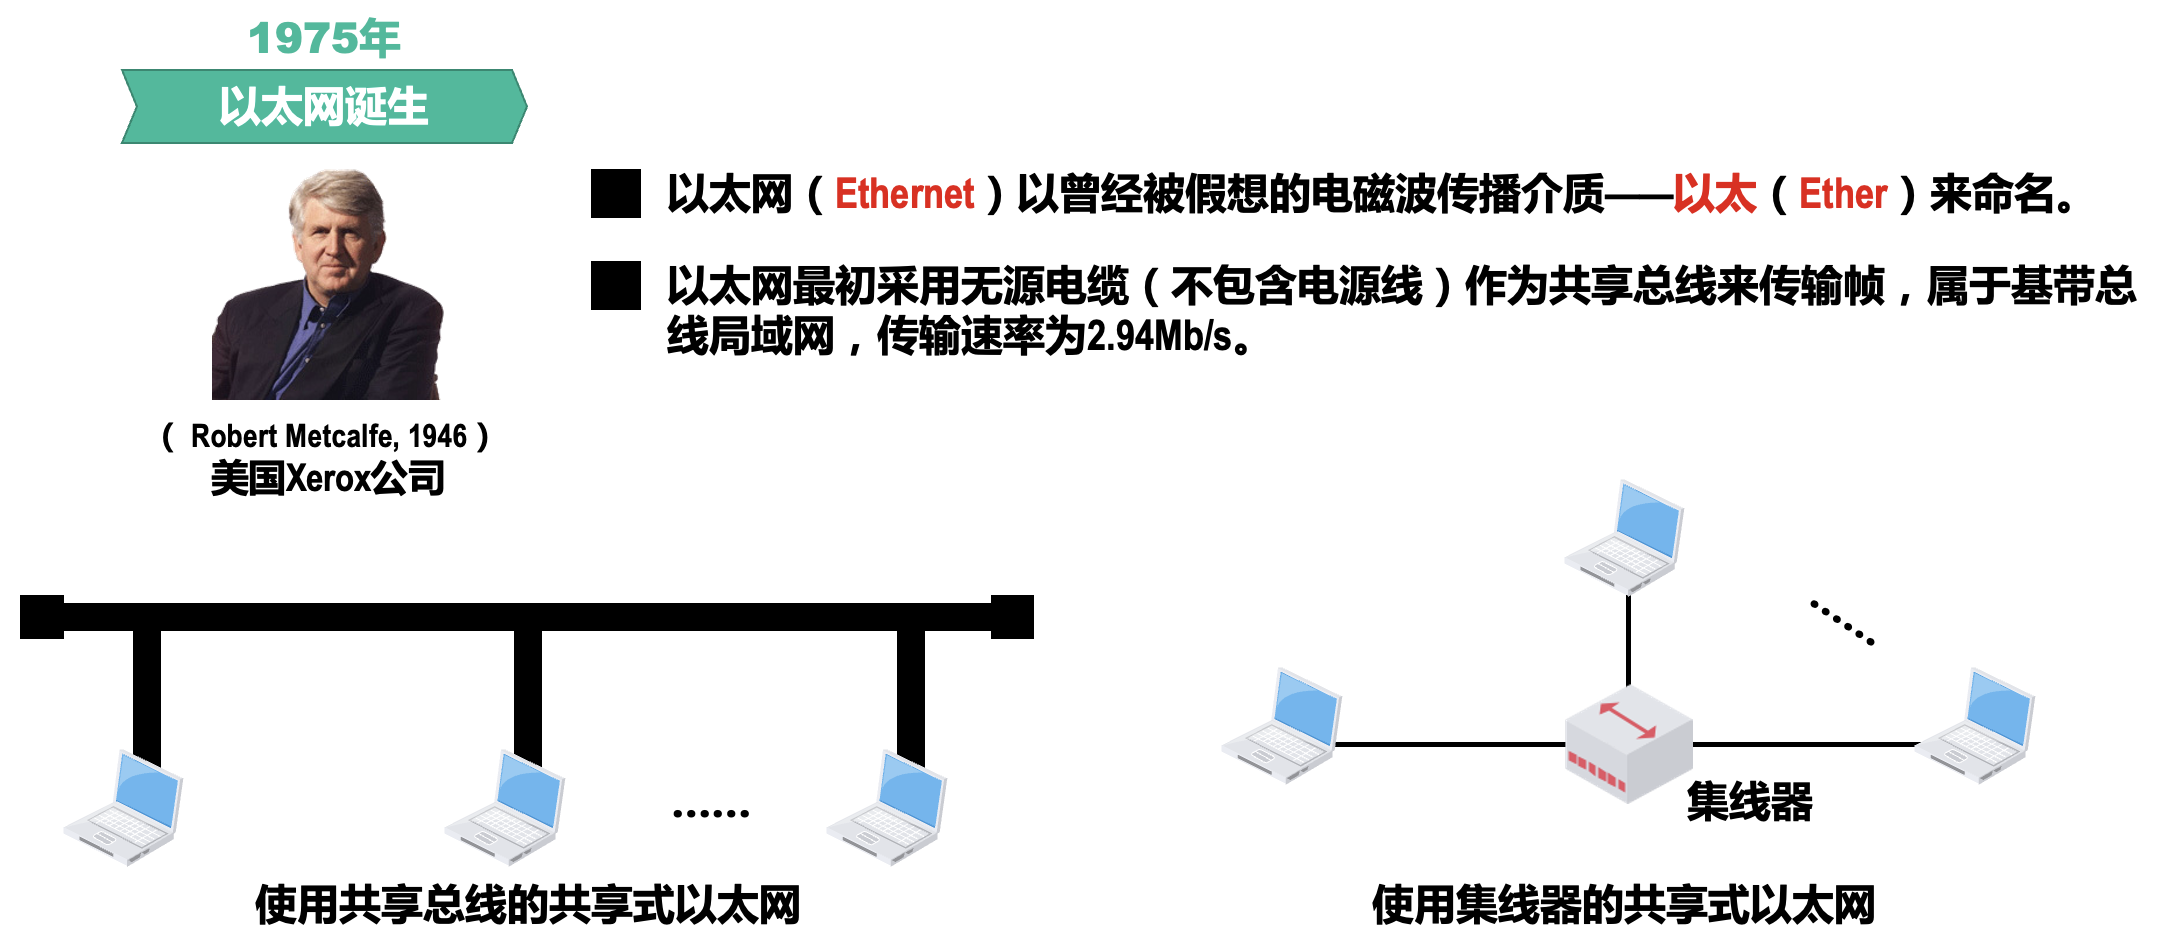 1975年
以太网诞生
以太网（Ethernet）以曾经被假想的电磁波传播介质——以太（Ether）来命名。
以太网最初采用无源电缆（不包含电源线）作为共享总线来传输帧，属于基带总
线局域网，传输速率为2.94Mb/s。
（ Robert Metcalfe, 1946 ）
美国Xerox公司
......
集线器
......
使用共享总线的共享式以太网
使用集线器的共享式以太网